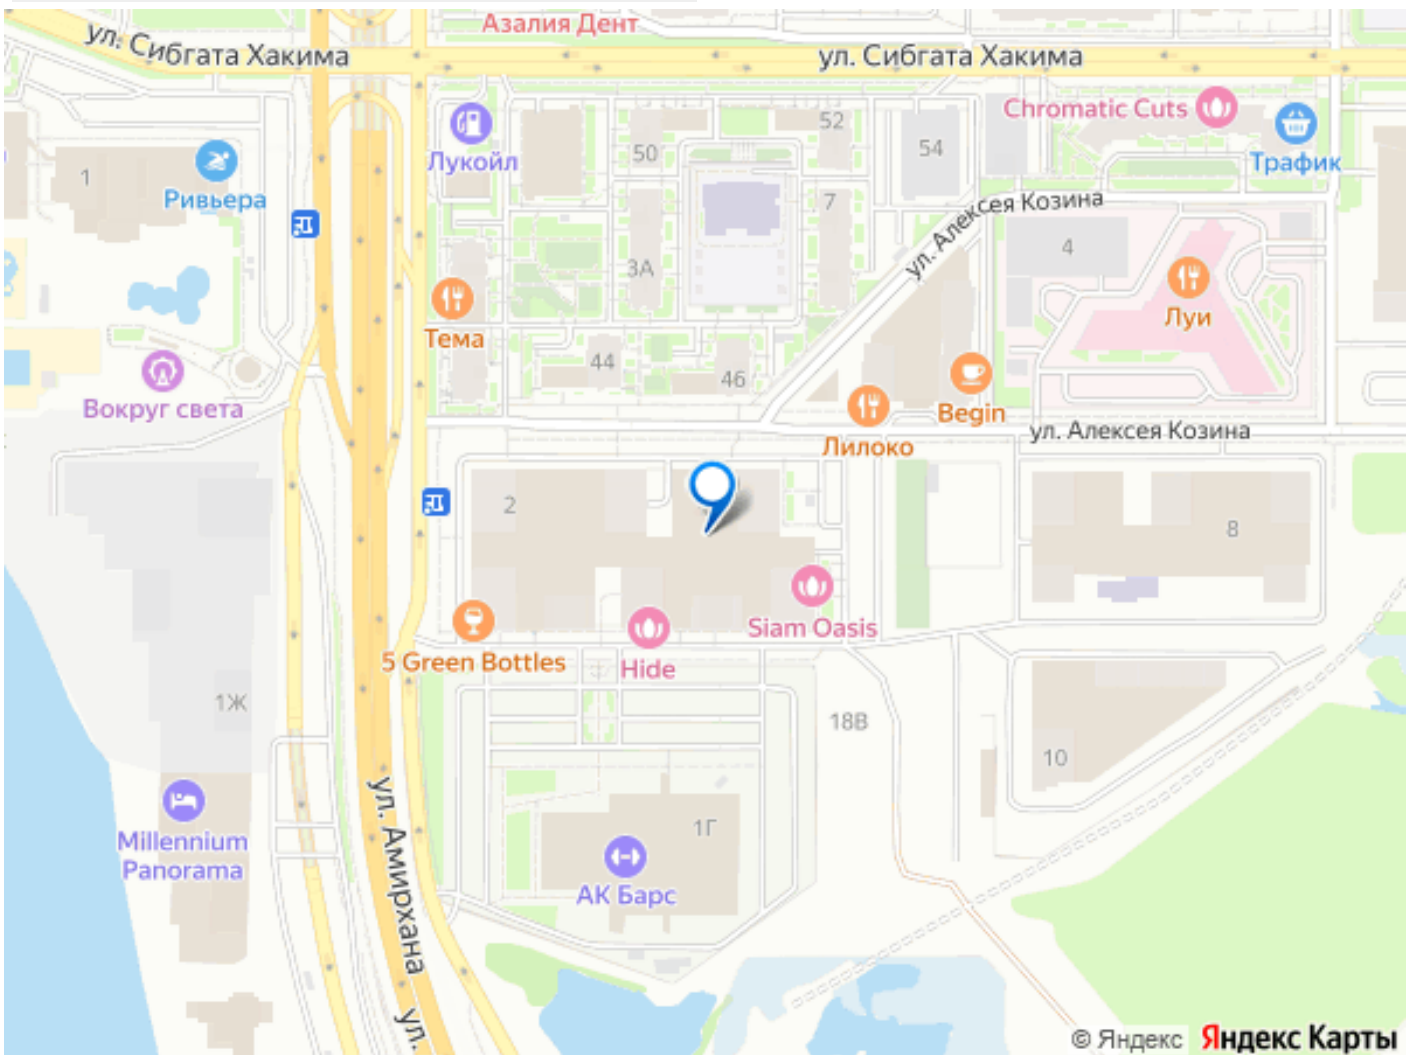 Азалия Дент
ул. Сибгата Хакима
ул. Сибгата Хакима
Chromatic Cuts
52
Лукойл
50
54
Трафик
1
Ривьера
7
ул. Алексея Козина
4
3А
Луи
Тема
44
46
Вокруг света
Begin
Лилоко
ул. Алексея Козина
2
8
Siam Oasis
5 Green Bottles
Hide
1Ж
18В
10
ул. Амирхана
Millennium
Panorama
1Г
АК Барс
ул.
© Яндекс Яндекс Карты